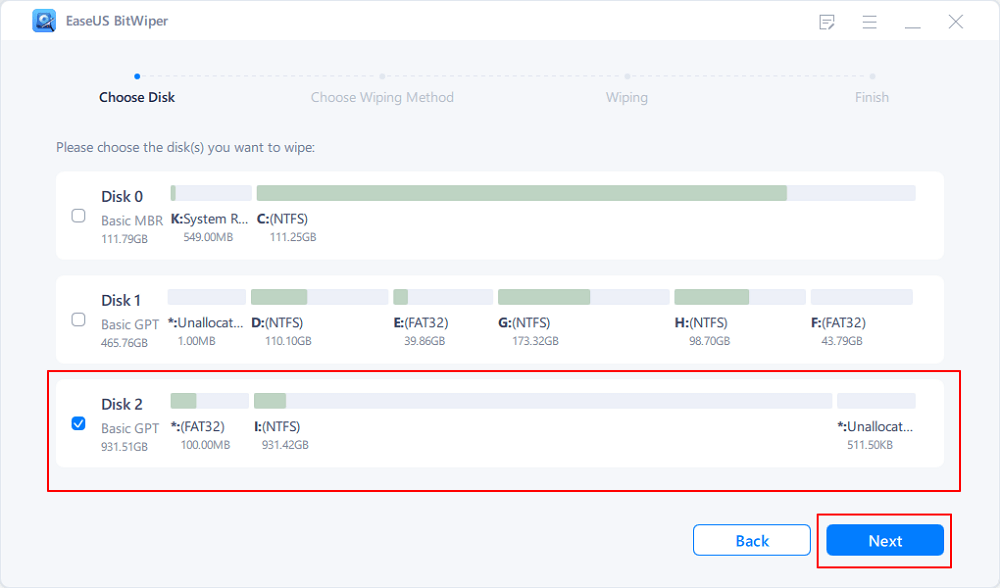 EaseUS BitWiper
Choose Disk Choose Wiping Method Wiping Finish
Please choose the disk(s) you want to wipe:
Disk 0
Basic MBR
111.79GB
K:System R... C:(NTFS)
549.00MB 111.25GB
Disk 1
Basic GPT
465.76GB
*:Unallocat... D:(NTFS) E:(FAT32) G:(NTFS) H:(NTFS) F:(FAT32)
1.00MB 110.10GB 39.86GB 173.32GB 98.70GB 43.79GB
Disk 2
Basic GPT
931.51GB
*:(FAT32) I:(NTFS) *:Unallocat...
100.00MB 931.42GB 511.50KB
Back Next